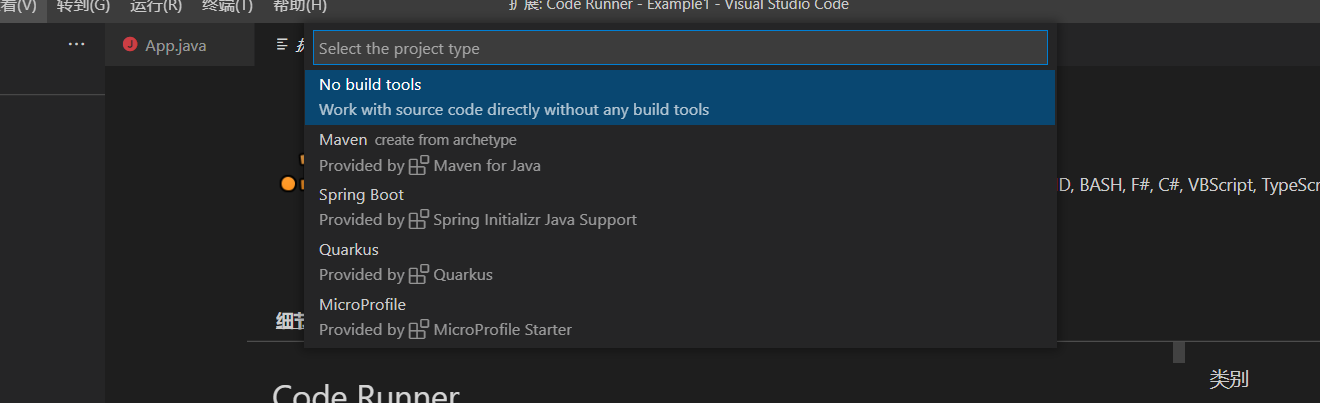 看(V) 转到(G) 运行(R) 终端(T) 帮助(H) 扩展: Code Runner - Example1 - Visual Studio Code
··· J App.java
Select the project type
No build tools
Work with source code directly without any build tools
Maven create from archetype
Provided by Maven for Java
D, BASH, F#, C#, VBScript, TypeScr
Spring Boot
Provided by Spring Initializr Java Support
Quarkus
Provided by Quarkus
MicroProfile
细节
Provided by MicroProfile Starter
类别
Code Runner